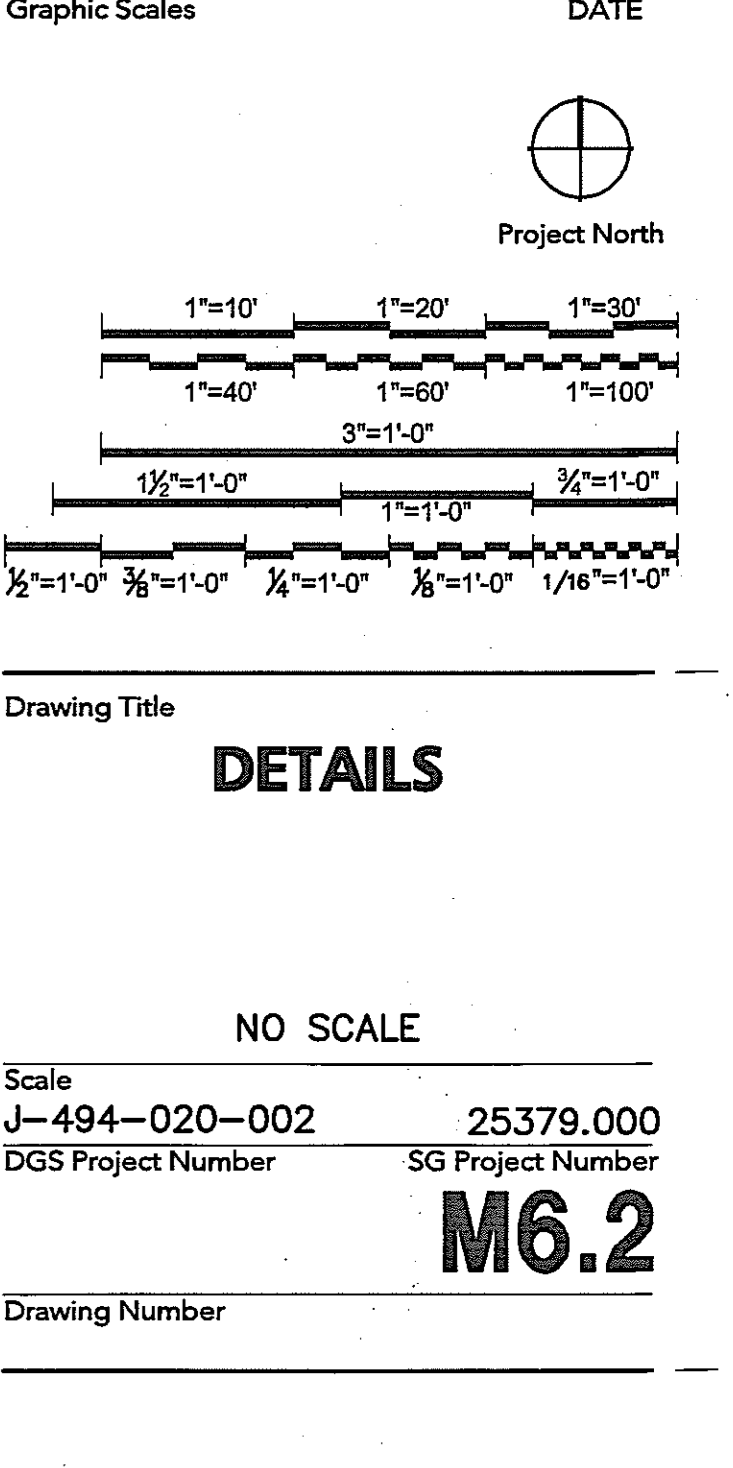 Graphic Scales DATE
Project North
1"=10' 1"=20' 1"=30'
1"=40' 1"=60' 1"=100'
3"=1'-0"
1½"=1'-0" ¾"=1'-0"
1"=1'-0"
½"=1'-0" ⅜"=1'-0" ¼"=1'-0" ⅛"=1'-0" 1/16"=1'-0"
Drawing Title
DETAILS
NO SCALE
Scale
J-494-020-002 25379.000
DGS Project Number SG Project Number
M6.2
Drawing Number